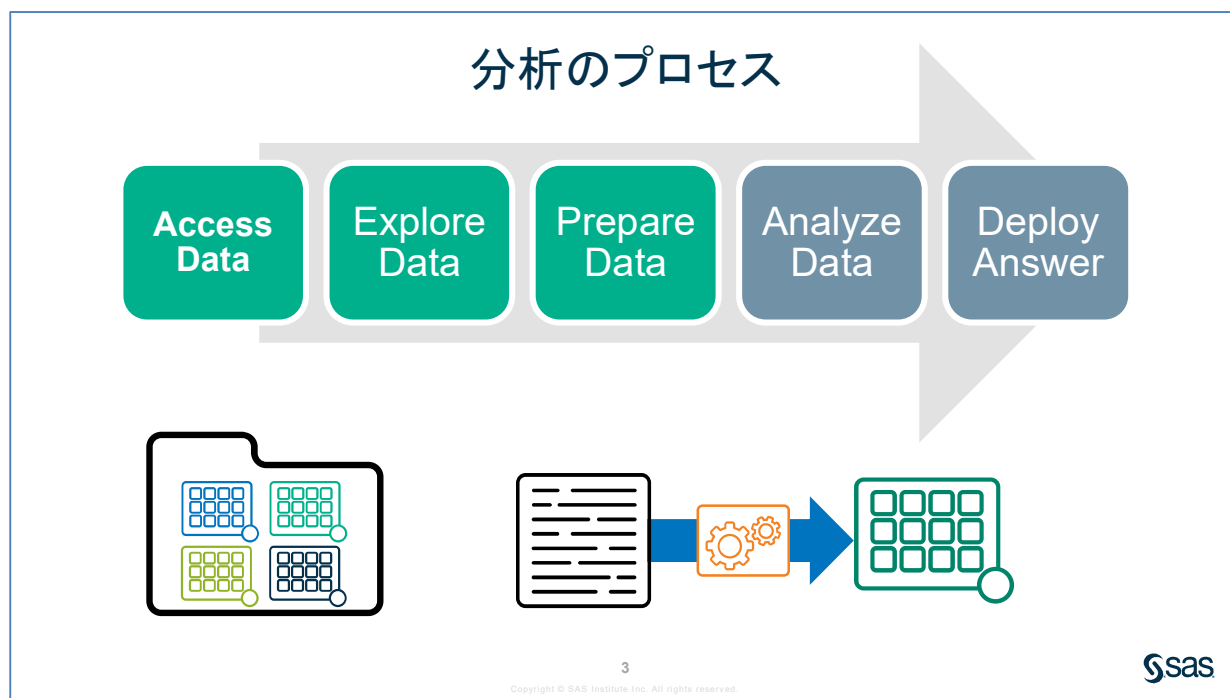 分析のプロセス
Access
Data
Explore
Data
Prepare
Data
Analyze
Data
Deploy
Answer
3
Copyright © SAS Institute Inc. All rights reserved.
sas